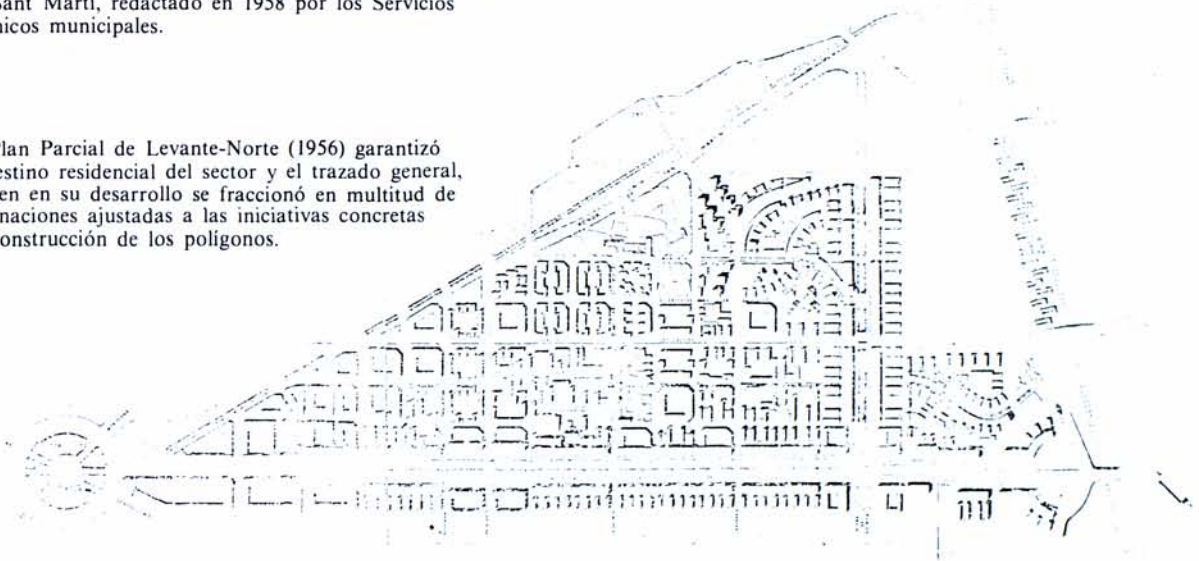 Sant Martí, redactado en 1958 por los Servicios
nicos municipales.
Plan Parcial de Levante-Norte (1956) garantizó
estino residencial del sector y el trazado general,
en en su desarrollo se fraccionó en multitud de
naciones ajustadas a las iniciativas concretas
onstrucción de los polígonos.